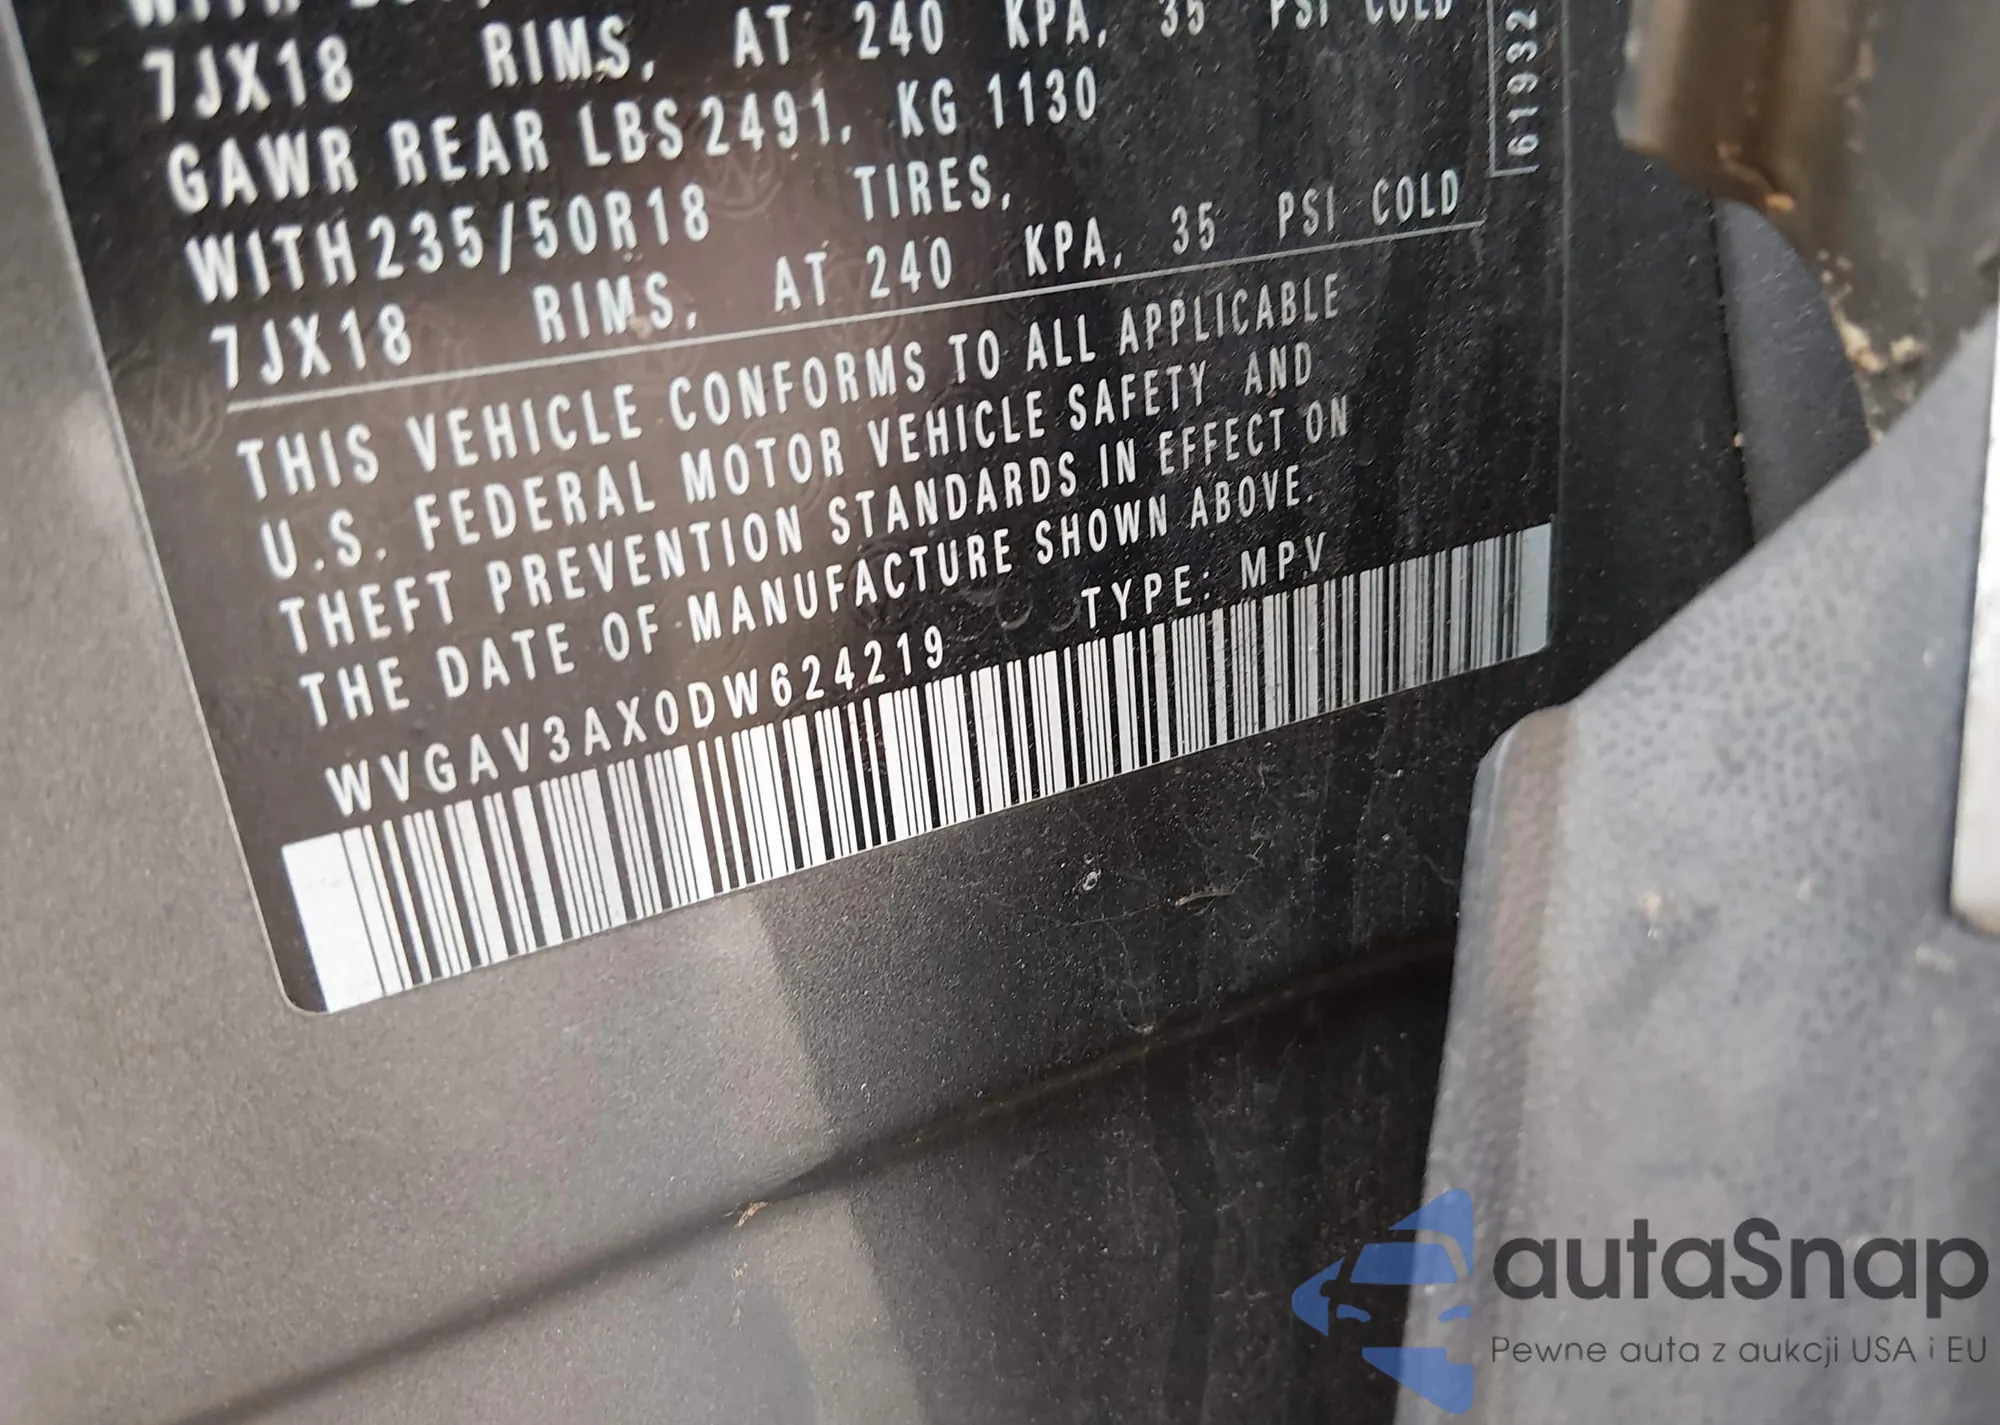 7JX18 RIMS, AT 240 KPA, 35 PSI COLD
GAWR REAR LBS 2491, KG 1130
WITH 235/50R18 TIRES,
7JX18 RIMS, AT 240 KPA, 35 PSI COLD
THIS VEHICLE CONFORMS TO ALL APPLICABLE
U.S. FEDERAL MOTOR VEHICLE SAFETY AND
THEFT PREVENTION STANDARDS IN EFFECT ON
THE DATE OF MANUFACTURE SHOWN ABOVE.
WVGAV3AX0DW624219 TYPE: MPV
61932
autaSnap
Pewne auta z aukcji USA i EU